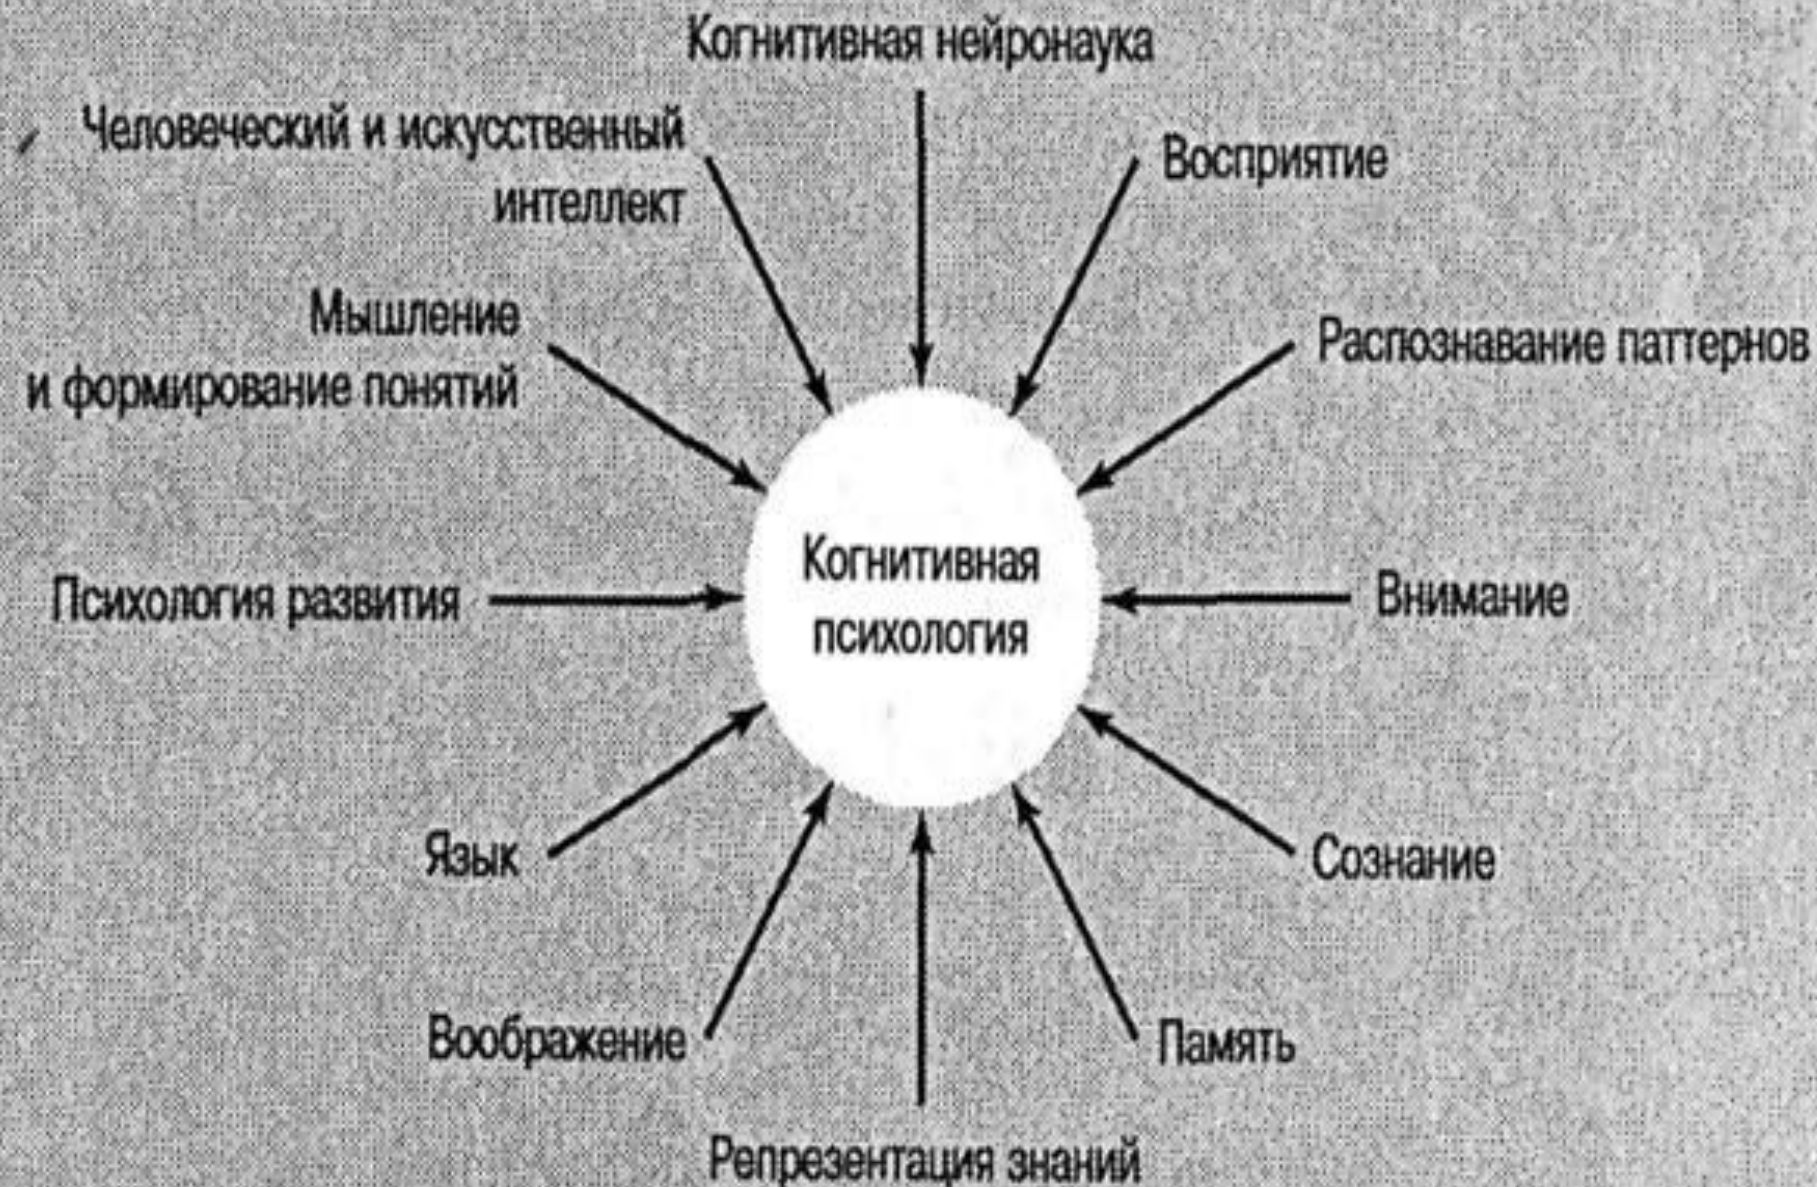 Когнитивная нейронаука
Человеческий и искусственный
интеллект
Восприятие
Мышление
и формирование понятий
Распознавание паттернов
Когнитивная
психология
Психология развития
Внимание
Язык
Сознание
Воображение
Память
Репрезентация знаний